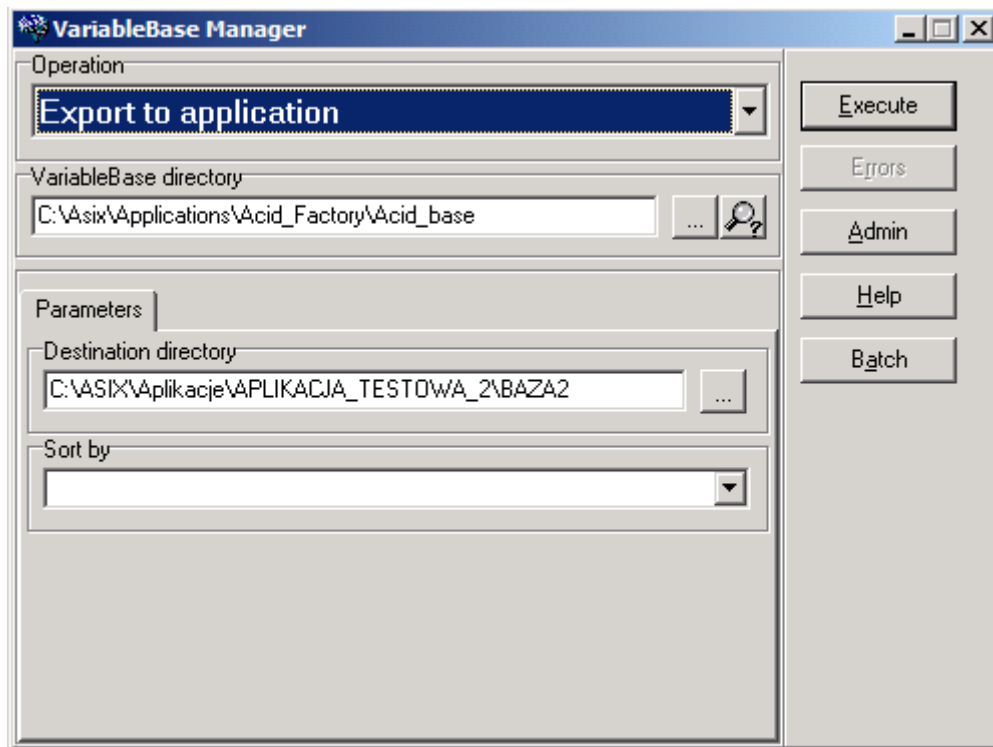 VariableBase Manager
Operation
Export to application
VariableBase directory
C:\Asix\Applications\Acid_Factory\Acid_base
...
Parameters
Destination directory
C:\ASIX\Aplikacje\APLIKACJA_TESTOWA_2\BAZA2
...
Sort by
Execute
Errors
Admin
Help
Batch